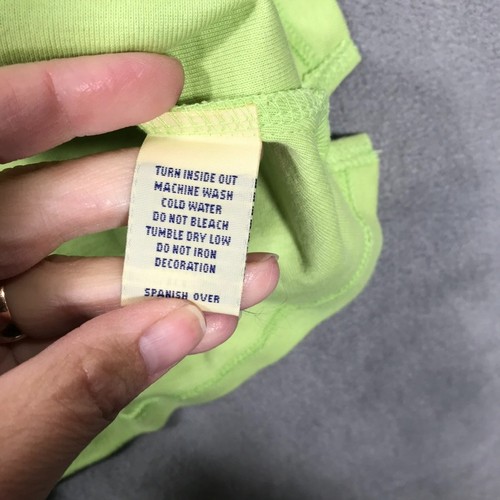 TURN INSIDE OUT
MACHINE WASH
COLD WATER
DO NOT BLEACH
TUMBLE DRY LOW
DO NOT IRON
DECORATION
SPANISH OVER